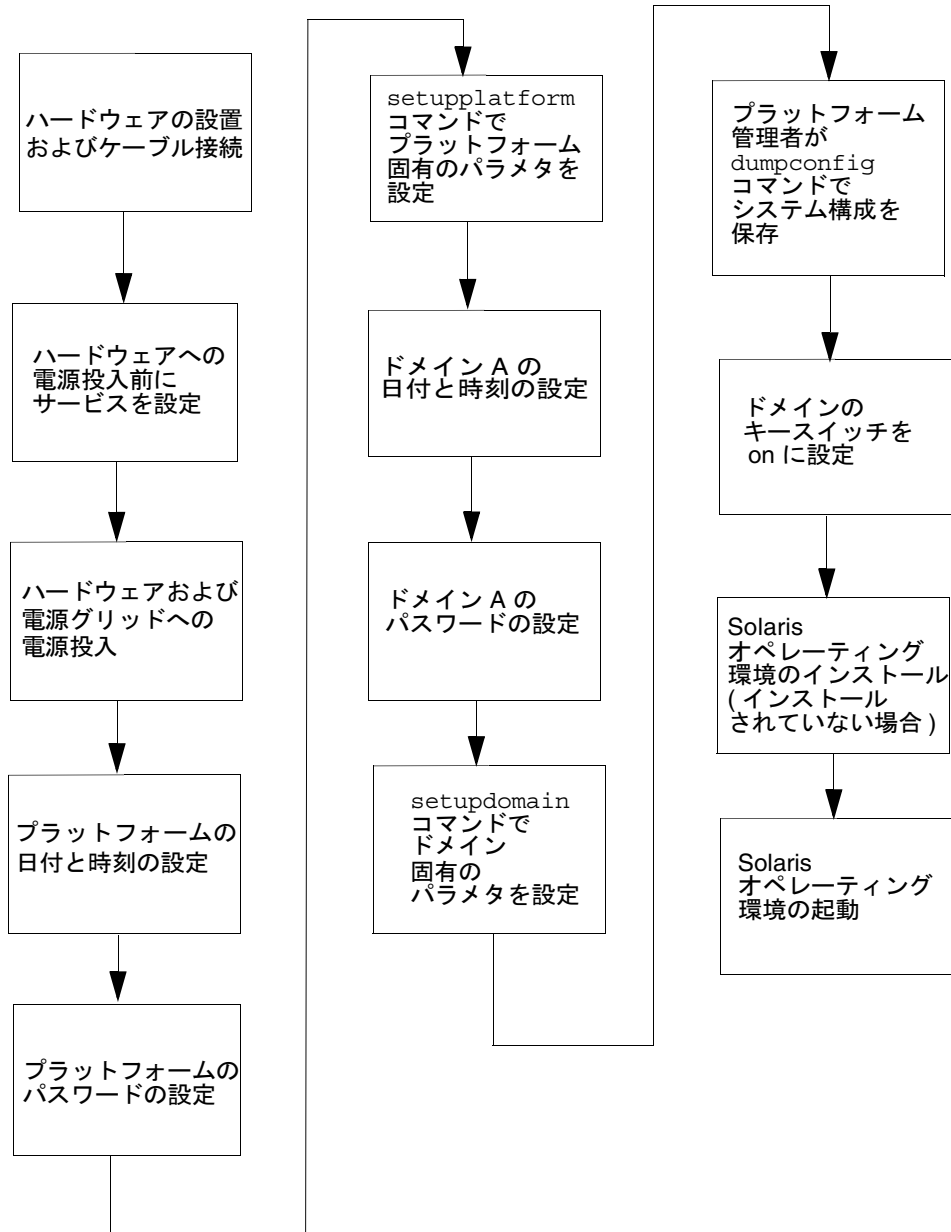 ハードウェアの設置
およびケーブル接続
ハードウェアへの
電源投入前に
サービスを設定
ハードウェアおよび
電源グリッドへの
電源投入
プラットフォームの
日付と時刻の設定
プラットフォームの
パスワードの設定
setupplatform
コマンドで
プラットフォーム
固有のパラメタを
設定
ドメイン A の
日付と時刻の設定
ドメイン A の
パスワードの設定
setupdomain
コマンドで
ドメイン
固有の
パラメタを設定
プラットフォーム
管理者が
dumpconfig
コマンドで
システム構成を
保存
ドメインの
キースイッチを
on に設定
Solaris
オペレーティング
環境のインストール
( インストール
されていない場合 )
Solaris
オペレーティング
環境の起動